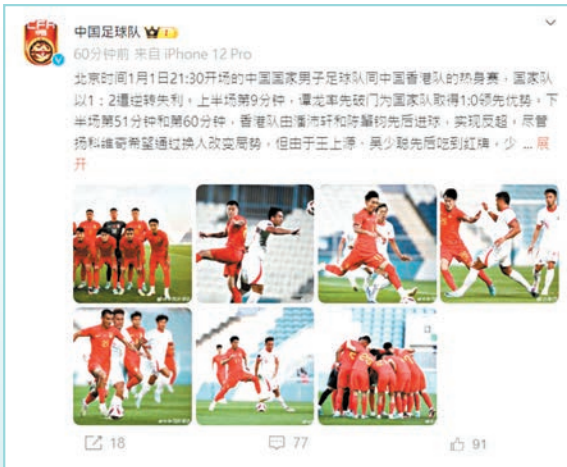 中国足球队
60分钟前 来自 iPhone 12 Pro
北京时间1月1日21:30开场的中国国家男子足球队同中国香港队的热身赛，国家队
以1：2遭逆转失利。上半场第9分钟，谭龙率先破门为国家队取得1:0领先优势。下
半场第51分钟和第60分钟，香港队由潘沛轩和陈肇钧先后进球，实现反超，尽管
扬科维奇希望通过换人改变局势，但由于王上源、吴少聪先后吃到红牌，少 ... 展
开
18
77
91